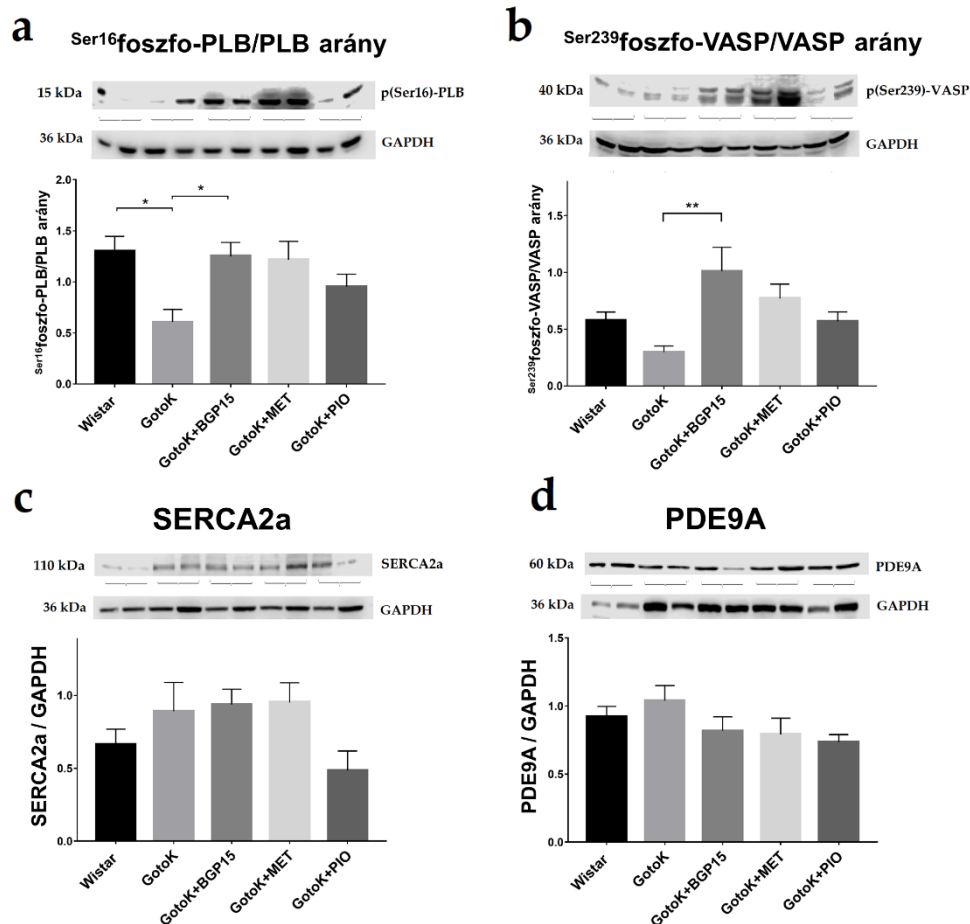 a
Ser16foszfo-PLB/PLB arány
15 kDa
p(Ser16)-PLB
36 kDa
GAPDH
Ser16foszfo-PLB/PLB arány
1.5
1.0
0.5
0.0
2.0
*
*
Wistar
GotoK
GotoK+BGP15
GotoK+MET
GotoK+PIO
b
Ser239foszfo-VASP/VASP arány
40 kDa
p(Ser239)-VASP
36 kDa
GAPDH
Ser239foszfo-VASP/VASP arány
1.5
1.0
0.5
0.0
**
Wistar
GotoK
GotoK+BGP15
GotoK+MET
GotoK+PIO
c
SERCA2a
110 kDa
SERCA2a
36 kDa
GAPDH
SERCA2a / GAPDH
1.0
0.5
0.0
Wistar
GotoK
GotoK+BGP15
GotoK+MET
GotoK+PIO
d
PDE9A
60 kDa
PDE9A
36 kDa
GAPDH
PDE9A / GAPDH
1.5
1.0
0.5
0.0
Wistar
GotoK
GotoK+BGP15
GotoK+MET
GotoK+PIO